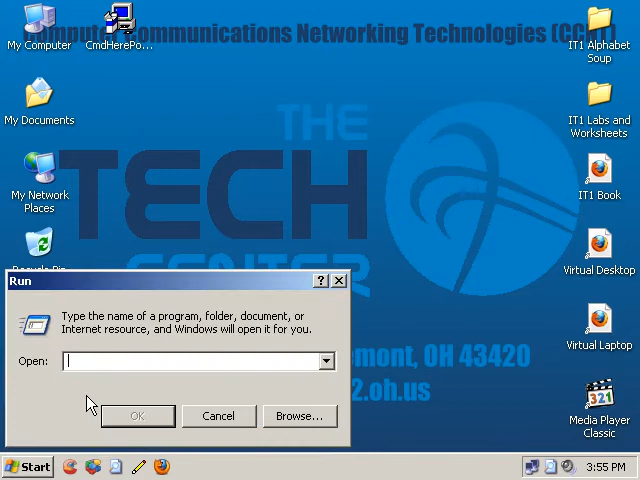 Computer Communications Networking Technologies (CCNT)
My Computer
CmdHerePo...
IT1 Alphabet
Soup
My Documents
IT1 Labs and
Worksheets
THE
TECH
CENTER
My Network
Places
IT1 Book
Recycle Bin
Virtual Desktop
Run
Type the name of a program, folder, document, or
Internet resource, and Windows will open it for you.
Open:
OK
Cancel
Browse...
emont, OH 43420
2.oh.us
Virtual Laptop
321
Media Player
Classic
Start
3:55 PM